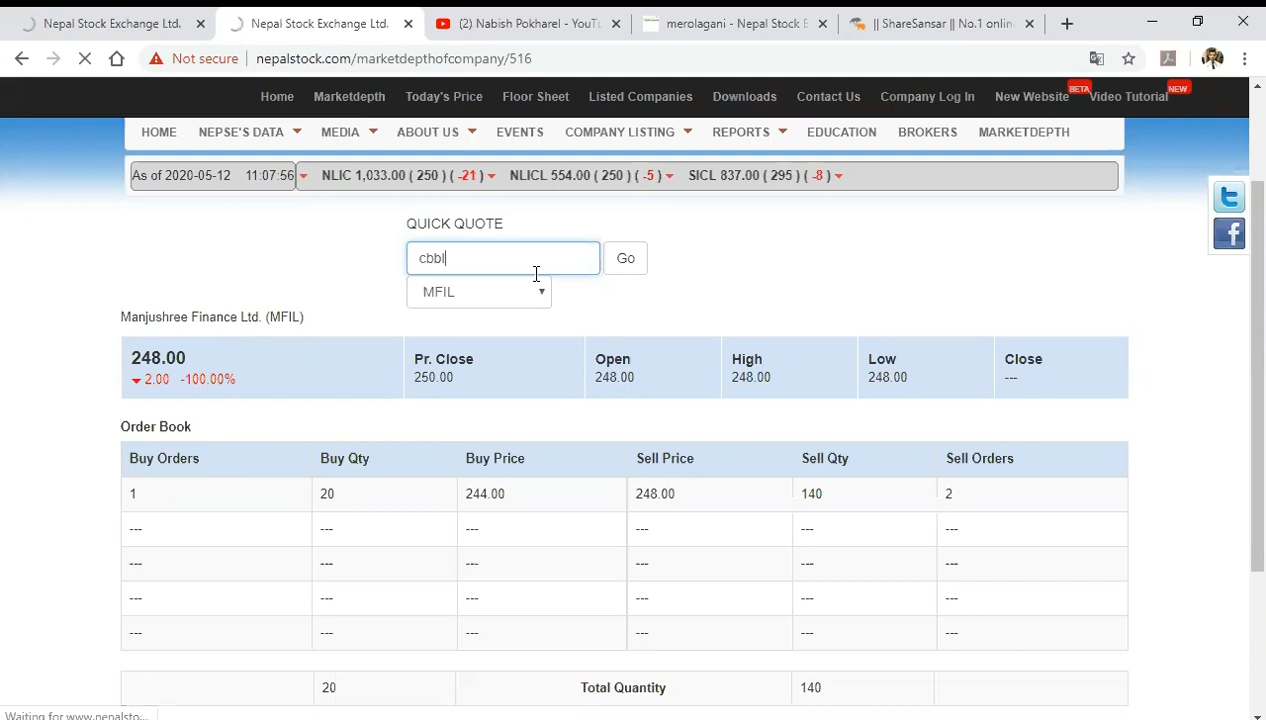 Nepal Stock Exchange Ltd. Nepal Stock Exchange Ltd. (2) Nabish Pokharel - YouTu merolagani - Nepal Stock E || ShareSansar || No.1 onlin
Not secure nepalstock.com/marketdepthofcompany/516
Home Marketdepth Today's Price Floor Sheet Listed Companies Downloads Contact Us Company Log In New Website BETA Video Tutorial NEW
HOME NEPSE'S DATA MEDIA ABOUT US EVENTS COMPANY LISTING REPORTS EDUCATION BROKERS MARKETDEPTH
As of 2020-05-12 11:07:56 NLIC 1,033.00 ( 250 ) ( -21 ) NLICL 554.00 ( 250 ) ( -5 ) SICL 837.00 ( 295 ) ( -8 )
QUICK QUOTE
cbbl Go
MFIL
Manjushree Finance Ltd. (MFIL)
248.00 Pr. Close Open High Low Close
2.00 -100.00% 250.00 248.00 248.00 248.00 ---
Order Book
Buy Orders Buy Qty Buy Price Sell Price Sell Qty Sell Orders
1 20 244.00 248.00 140 2
--- --- --- --- --- ---
--- --- --- --- --- ---
--- --- --- --- --- ---
--- --- --- --- --- ---
20 Total Quantity 140
Waiting for www.nepalsto...